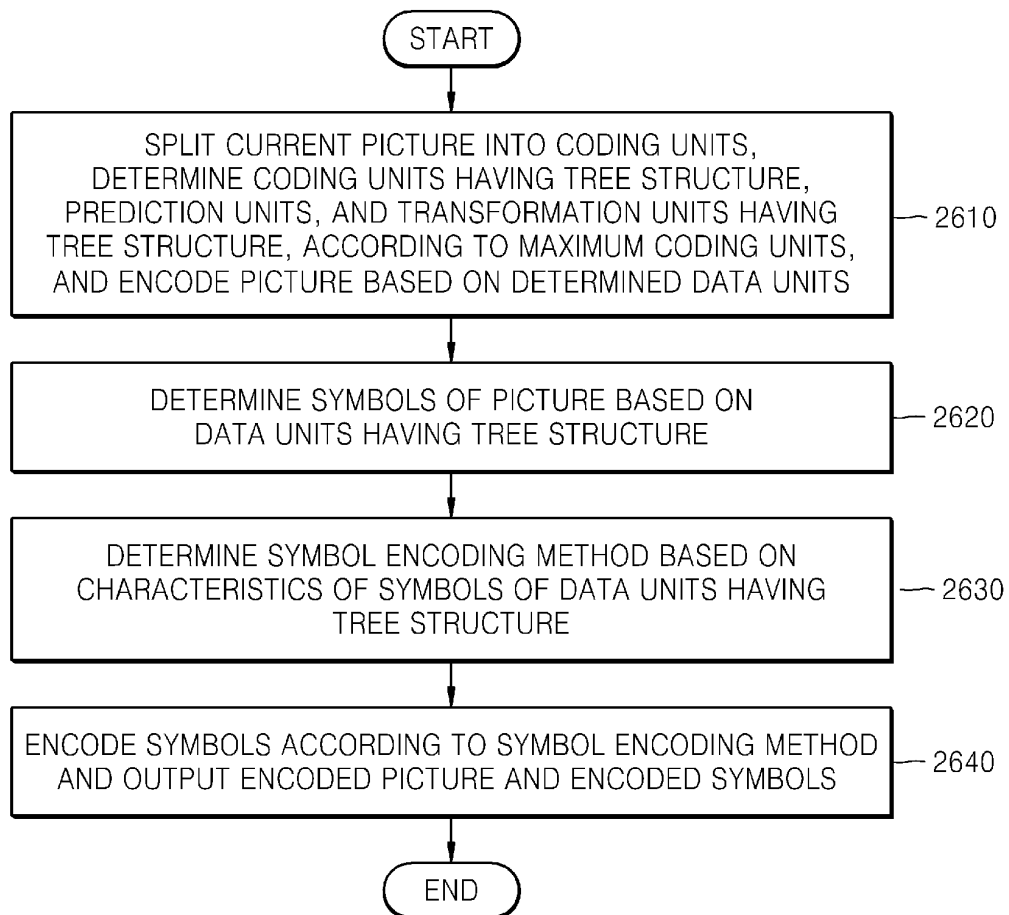 START
SPLIT CURRENT PICTURE INTO CODING UNITS,
DETERMINE CODING UNITS HAVING TREE STRUCTURE,
PREDICTION UNITS, AND TRANSFORMATION UNITS HAVING
TREE STRUCTURE, ACCORDING TO MAXIMUM CODING UNITS,
AND ENCODE PICTURE BASED ON DETERMINED DATA UNITS
2610
DETERMINE SYMBOLS OF PICTURE BASED ON
DATA UNITS HAVING TREE STRUCTURE
2620
DETERMINE SYMBOL ENCODING METHOD BASED ON
CHARACTERISTICS OF SYMBOLS OF DATA UNITS HAVING
TREE STRUCTURE
2630
ENCODE SYMBOLS ACCORDING TO SYMBOL ENCODING METHOD
AND OUTPUT ENCODED PICTURE AND ENCODED SYMBOLS
2640
END